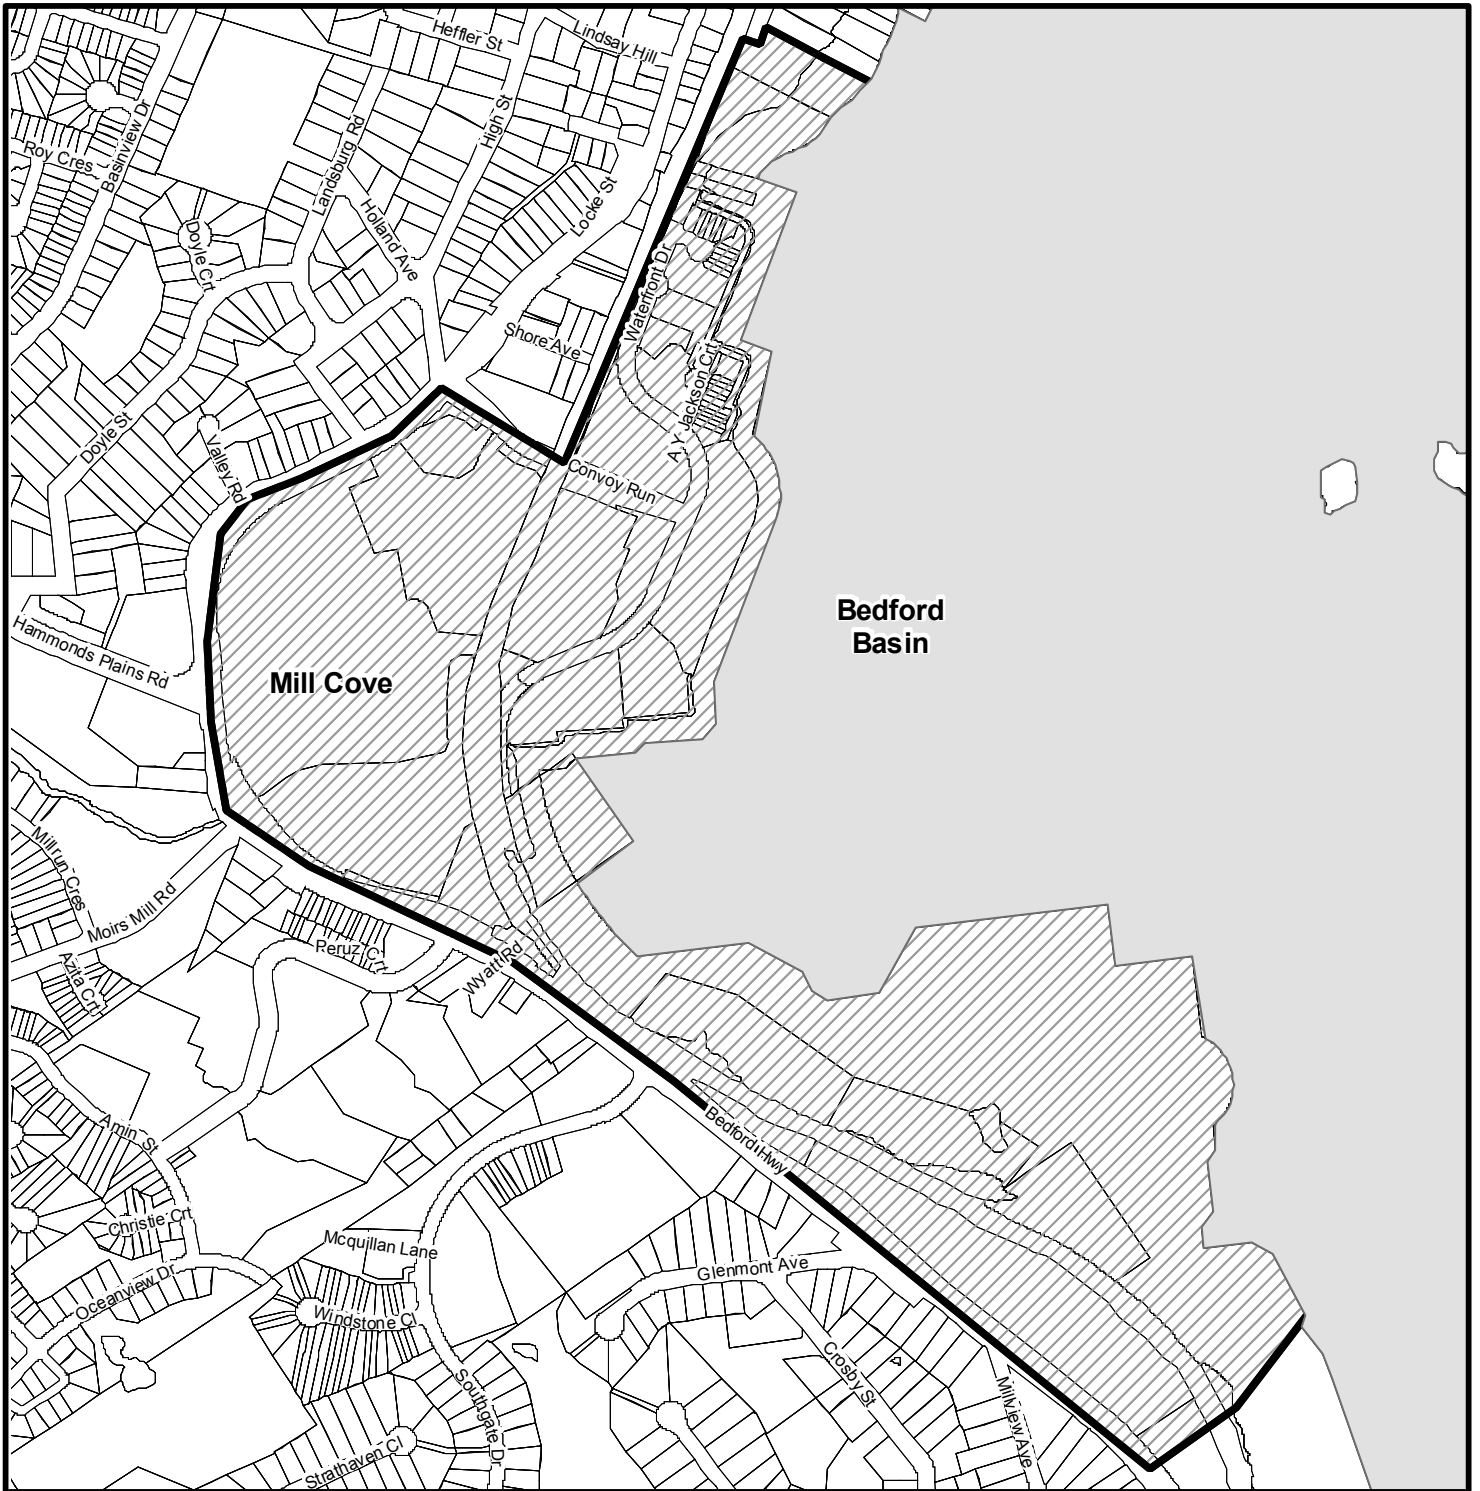 Heffler St
Lindsay Hill
Basinview Dr
Roy Cres
Landsburg Rd
High St
Holland Ave
Locke St
Doyle Crt
Waterfront Dr
Shore Ave
A Y Jackson Crt
Doyle St
Valley Rd
Convoy Run
Bedford
Basin
Hammonds Plains Rd
Mill Cove
Millrun Cres
Moirs Mill Rd
Peruz Crt
Wyatt Rd
Azita Crt
Amin St
Bedford Hwy
Christie Crt
Mcquillan Lane
Glenmont Ave
Oceanview Dr
Windstone Cl
Crosby St
Southgate Dr
Millview Ave
Strathaven Cl